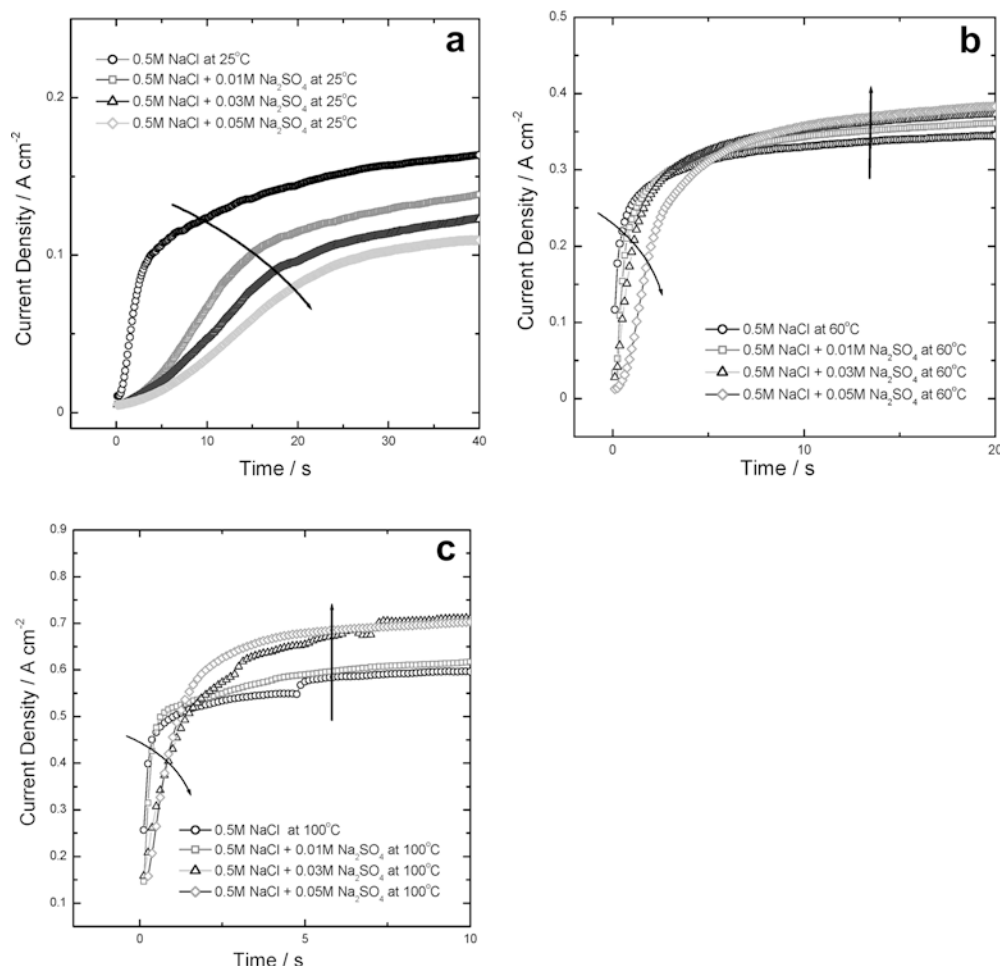 a
0.5M NaCl at 25°C
0.5M NaCl + 0.01M Na₂SO₄ at 25°C
0.5M NaCl + 0.03M Na₂SO₄ at 25°C
0.5M NaCl + 0.05M Na₂SO₄ at 25°C
0.2
0.1
0
Current Density / A cm⁻²
0 10 20 30 40
Time / s
b
0.5
0.4
0.3
0.2
0.1
0
Current Density / A cm⁻²
0.5M NaCl at 60°C
0.5M NaCl + 0.01M Na₂SO₄ at 60°C
0.5M NaCl + 0.03M Na₂SO₄ at 60°C
0.5M NaCl + 0.05M Na₂SO₄ at 60°C
0 10 20
Time / s
c
0.9
0.8
0.7
0.6
0.5
0.4
0.3
0.2
0.1
Current Density / A cm⁻²
0.5M NaCl at 100°C
0.5M NaCl + 0.01M Na₂SO₄ at 100°C
0.5M NaCl + 0.03M Na₂SO₄ at 100°C
0.5M NaCl + 0.05M Na₂SO₄ at 100°C
0 5 10
Time / s